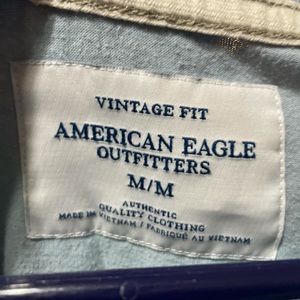 VINTAGE FIT
AMERICAN EAGLE
OUTFITTERS
M/M
AUTHENTIC
QUALITY CLOTHING
MADE IN VIETNAM / FABRIQUÉ AU VIETNAM